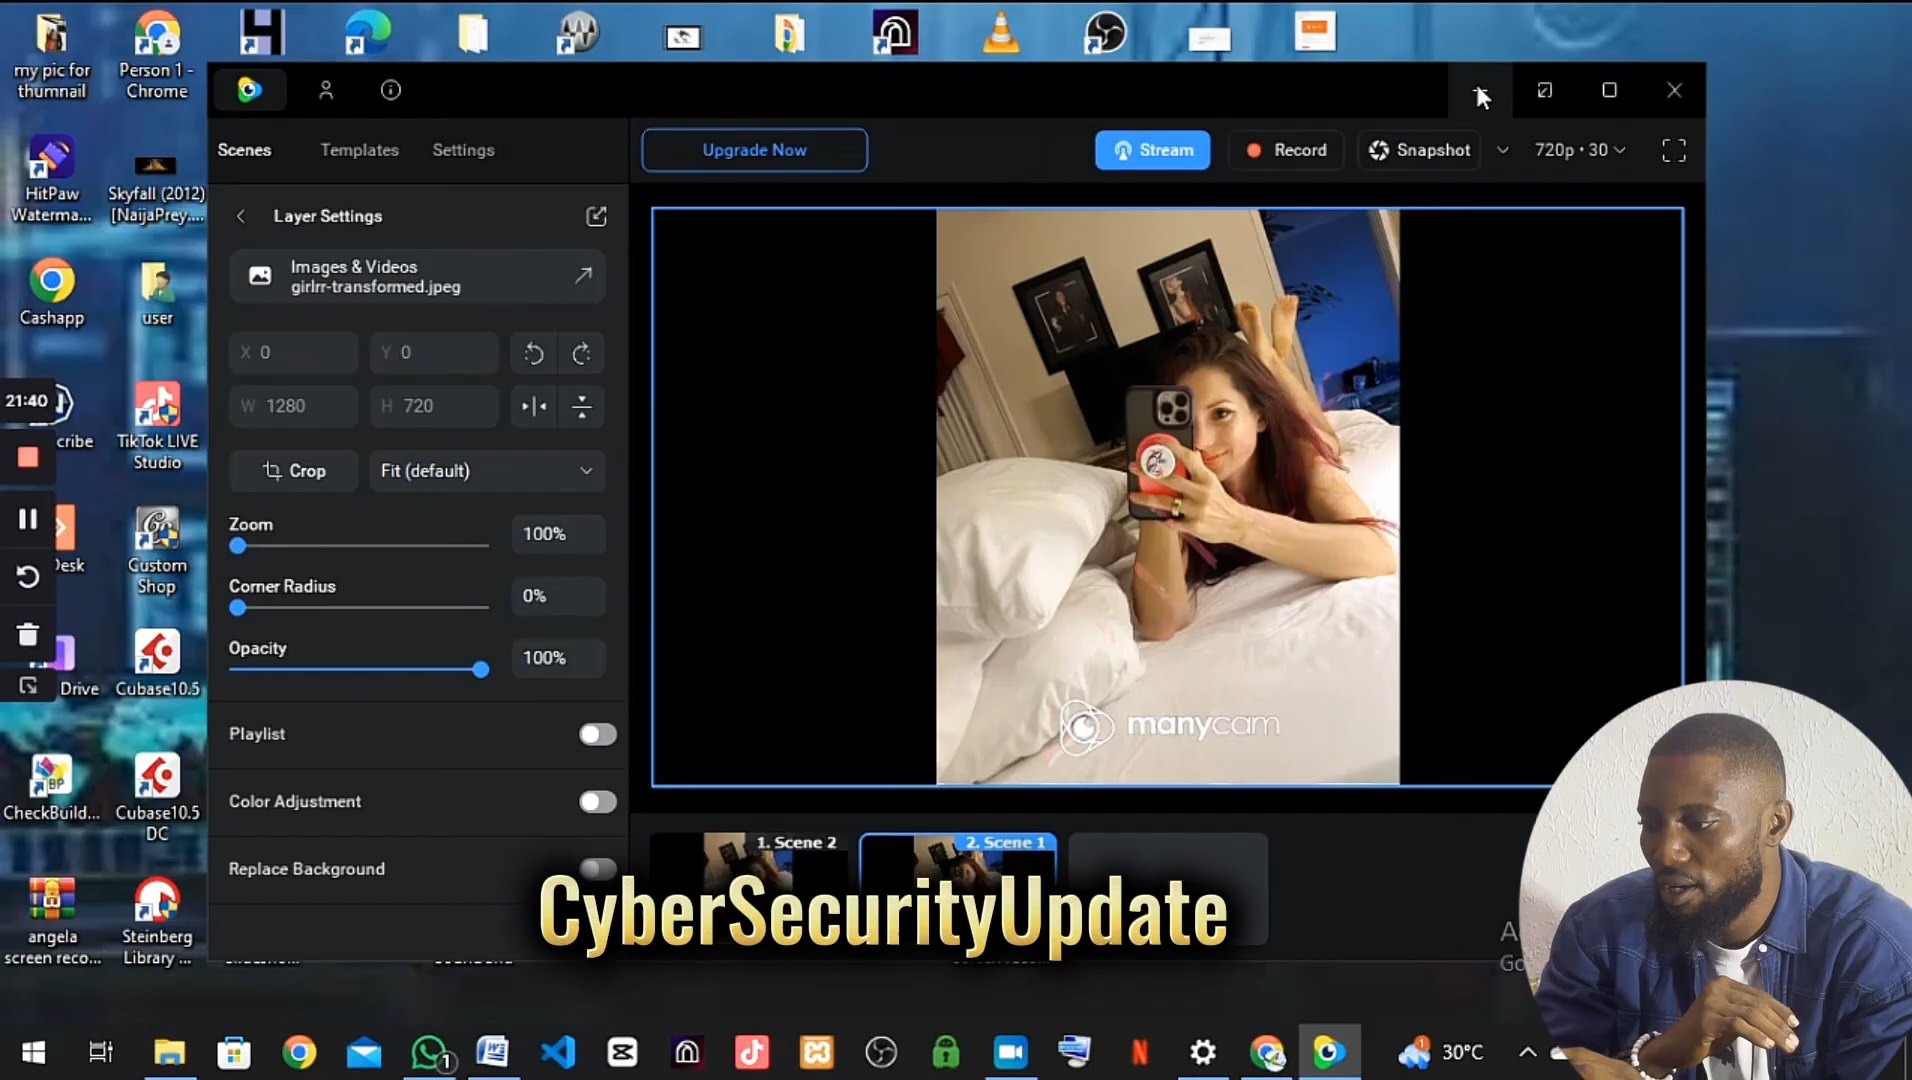 my pic for
thumnail
Person 1 -
Chrome
HitPaw
Waterma...
Skyfall (2012)
[NaijaPrey....
Cashapp
user
21:40
cribe
TikTok LIVE
Studio
Desk
Custom
Shop
Drive
Cubase10.5
CheckBuild...
Cubase10.5
DC
angela
screen reco...
Steinberg
Library ...
Scenes
Templates
Settings
Upgrade Now
Stream
Record
Snapshot
720p • 30
Layer Settings
Images & Videos
girlrr-transformed.jpeg
X 0
Y 0
W 1280
H 720
Crop
Fit (default)
Zoom
100%
Corner Radius
0%
Opacity
100%
Playlist
Color Adjustment
Replace Background
manycam
1. Scene 2
2. Scene 1
CyberSecurityUpdate
1
1
30°C